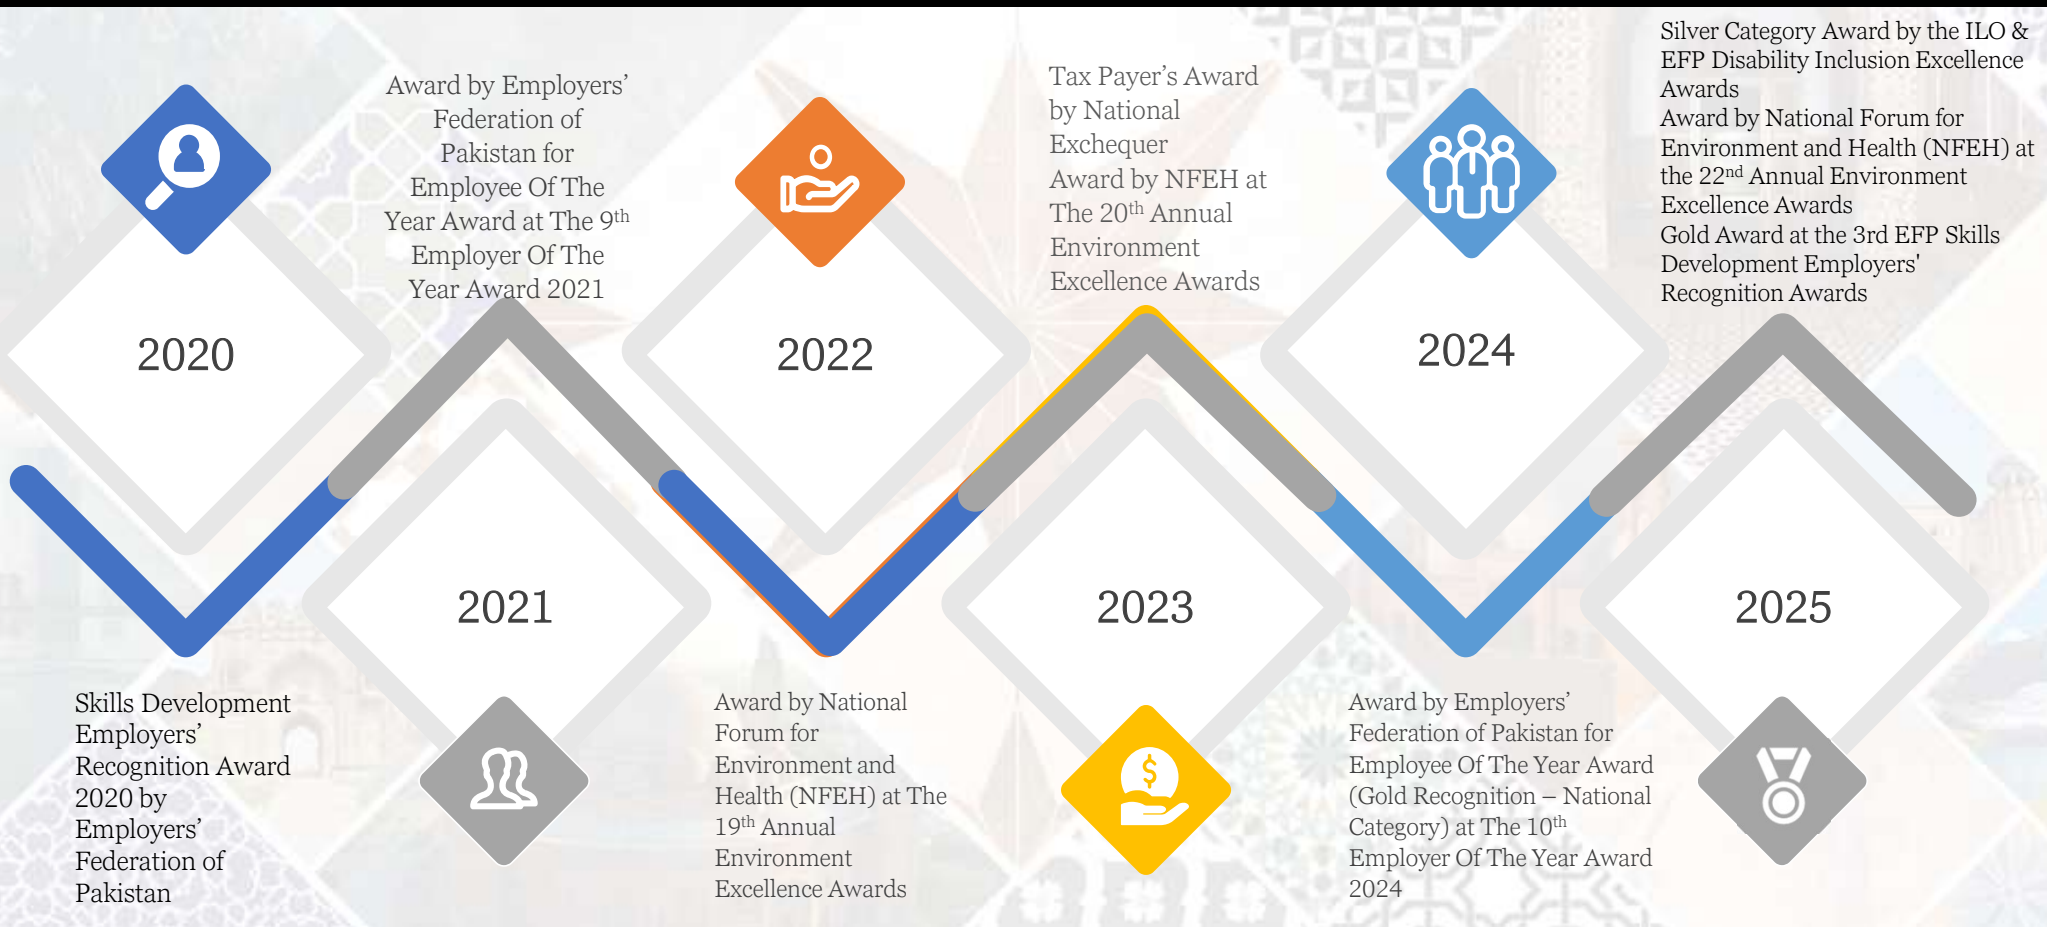 2020
Skills Development
Employers’
Recognition Award
2020 by
Employers’
Federation of
Pakistan
Award by Employers’
Federation of
Pakistan for
Employee Of The
Year Award at The 9th
Employer Of The
Year Award 2021
2021
2022
Award by National
Forum for
Environment and
Health (NFEH) at The
19th Annual
Environment
Excellence Awards
Tax Payer’s Award
by National
Exchequer
Award by NFEH at
The 20th Annual
Environment
Excellence Awards
2023
$
2024
Award by Employers’
Federation of Pakistan for
Employee Of The Year Award
(Gold Recognition – National
Category) at The 10th
Employer Of The Year Award
2024
Silver Category Award by the ILO &
EFP Disability Inclusion Excellence
Awards
Award by National Forum for
Environment and Health (NFEH) at
the 22nd Annual Environment
Excellence Awards
Gold Award at the 3rd EFP Skills
Development Employers'
Recognition Awards
2025